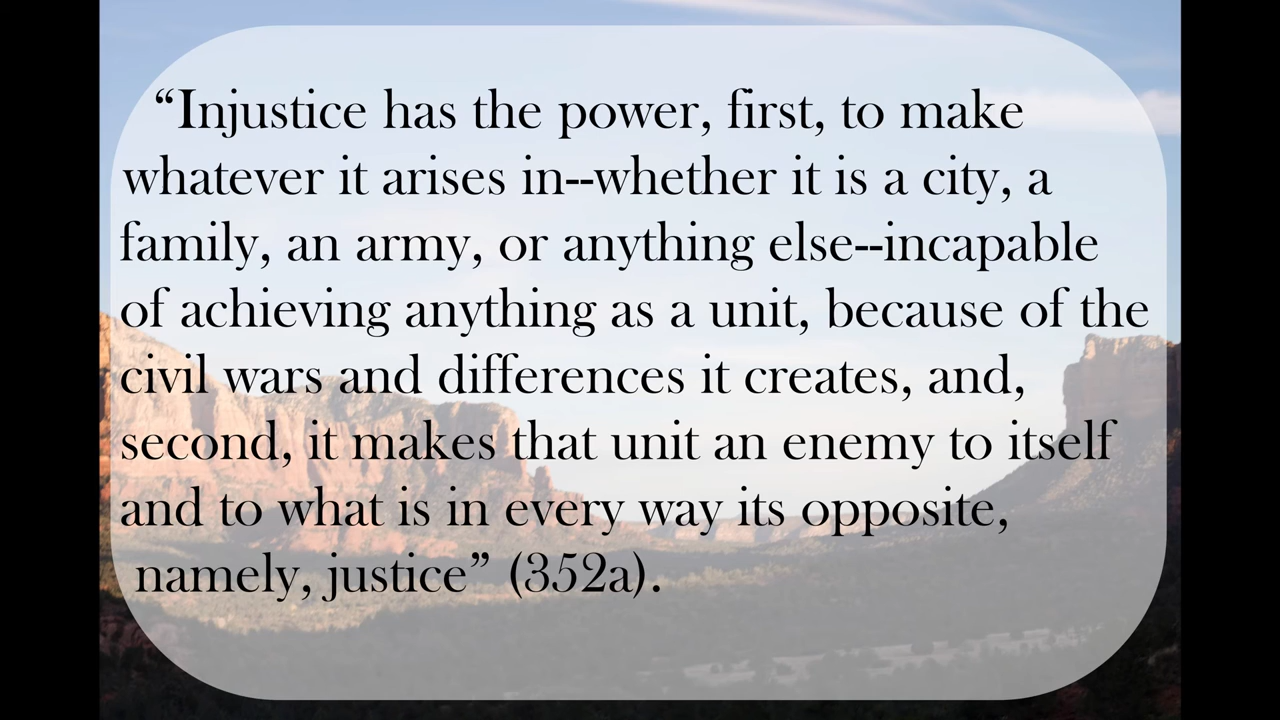 “Injustice has the power, first, to make
whatever it arises in--whether it is a city, a
family, an army, or anything else--incapable
of achieving anything as a unit, because of the
civil wars and differences it creates, and,
second, it makes that unit an enemy to itself
and to what is in every way its opposite,
namely, justice” (352a).